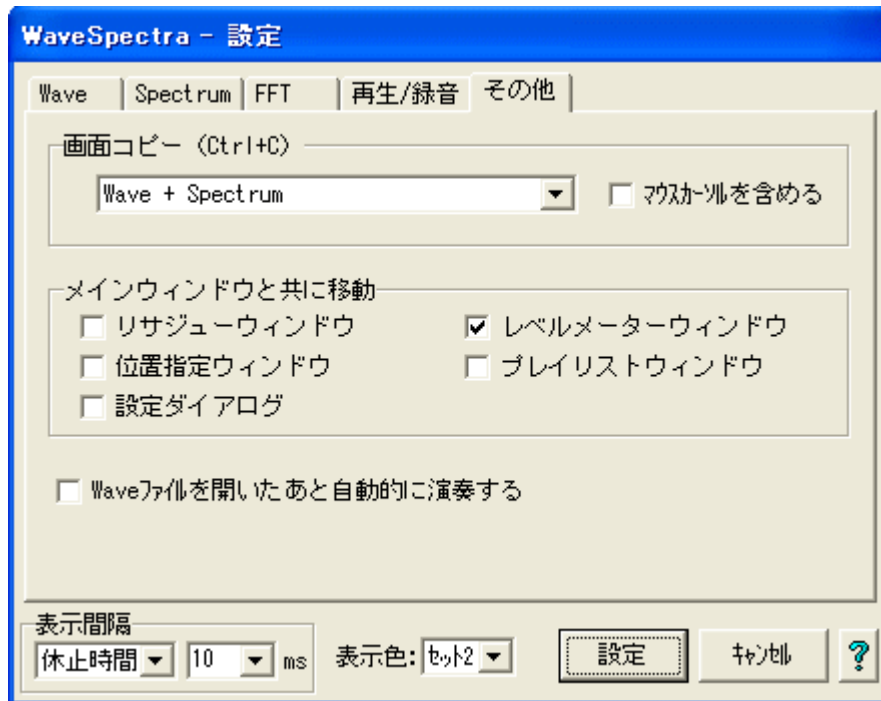 WaveSpectra - 設定
Wave Spectrum FFT 再生/録音 その他
画面コピー (Ctrl+C)
Wave + Spectrum ﾏｳｽｶｰｿﾙを含める
メインウィンドウと共に移動
リサジューウィンドウ レベルメーターウィンドウ
位置指定ウィンドウ プレイリストウィンドウ
設定ダイアログ
Waveﾌｧｲﾙを開いたあと自動的に演奏する
表示間隔
休止時間 10 ms 表示色: ｾｯﾄ2 設定 ｷｬﾝｾﾙ ?